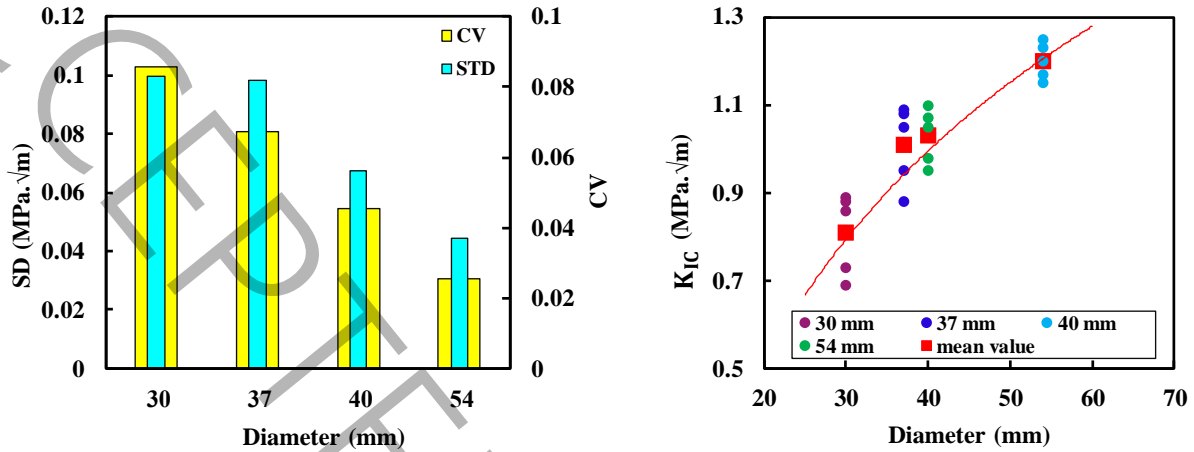 0.12
0.1
0.08
0.06
0.04
0.02
0
SD (MPa.√m)
30
37
40
54
Diameter (mm)
CV
STD
0.1
0.08
0.06
0.04
0.02
0
CV
1.3
1.1
0.9
0.7
0.5
K_IC (MPa.√m)
30 mm 37 mm 40 mm
54 mm mean value
20 30 40 50 60 70
Diameter (mm)